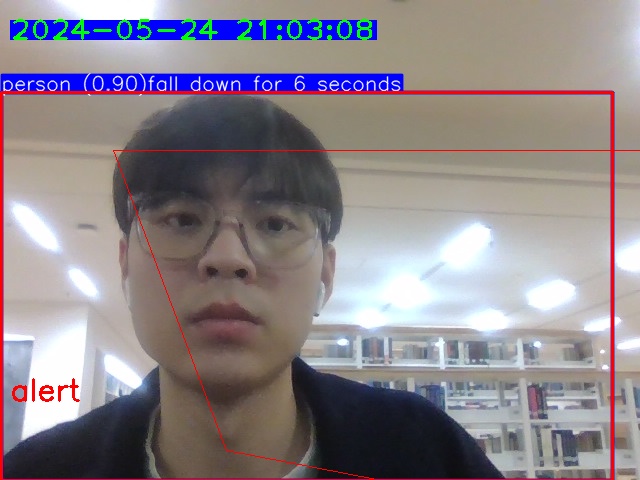 2024-05-24 21:03:08
person (0.90)fall down for 6 seconds
alert